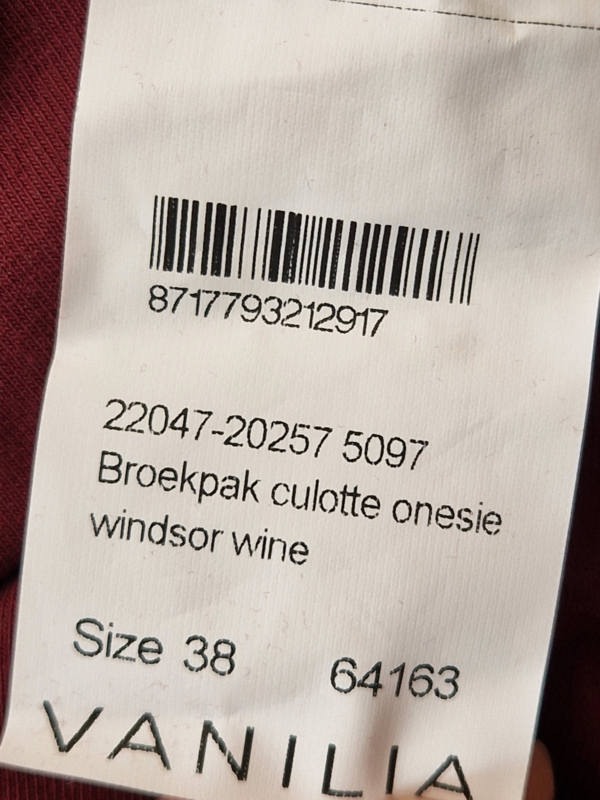 8717793212917
22047-20257 5097
Broekpak culotte onesie
windsor wine
Size 38 64163
VANILIA